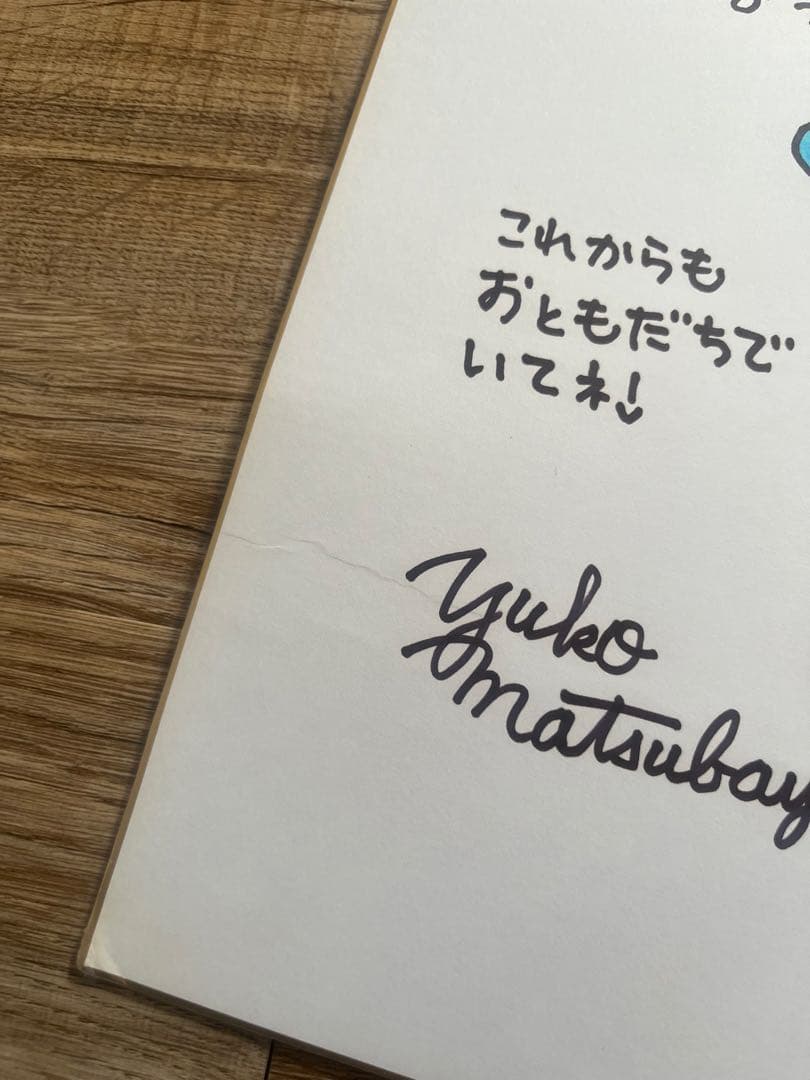 これからも
おともだちで
いてネ!
yuko
matsubay